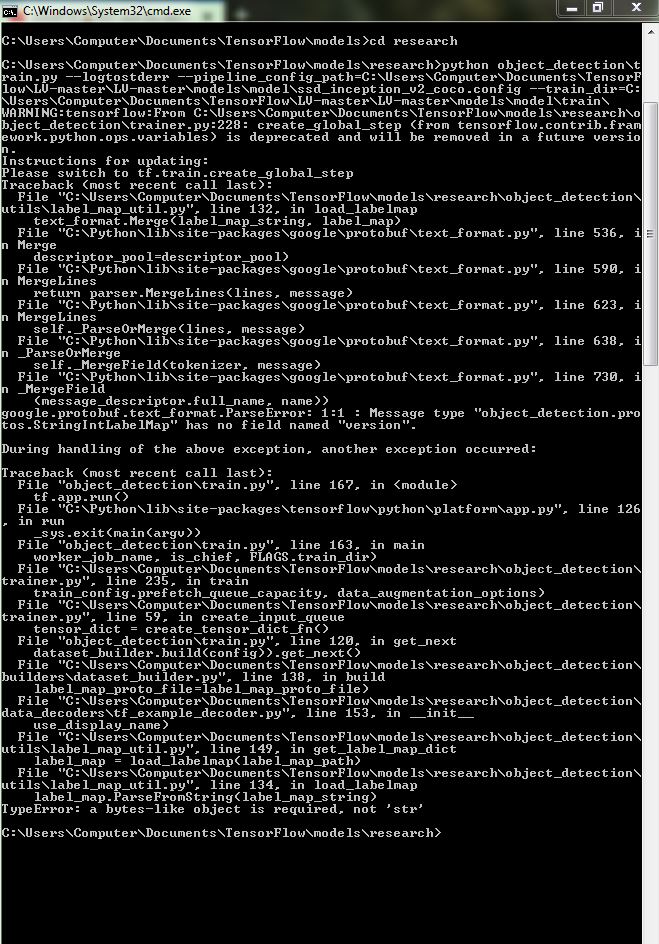 C:\Windows\System32\cmd.exe
C:\Users\Computer\Documents\TensorFlow\models>cd research
C:\Users\Computer\Documents\TensorFlow\models\research>python object_detection\t
rain.py --logtostderr --pipeline_config_path=C:\Users\Computer\Documents\TensorF
low\LV-master\LV-master\models\model\ssd_inception_v2_coco.config --train_dir=C:
\Users\Computer\Documents\TensorFlow\LV-master\LV-master\models\model\train\
WARNING:tensorflow:From C:\Users\Computer\Documents\TensorFlow\models\research\o
bject_detection\trainer.py:228: create_global_step (from tensorflow.contrib.fram
ework.python.ops.variables) is deprecated and will be removed in a future versio
n.
Instructions for updating:
Please switch to tf.train.create_global_step
Traceback (most recent call last):
  File "C:\Users\Computer\Documents\TensorFlow\models\research\object_detection\
utils\label_map_util.py", line 132, in load_labelmap
    text_format.Merge(label_map_string, label_map)
  File "C:\Python\lib\site-packages\google\protobuf\text_format.py", line 536, i
n Merge
    descriptor_pool=descriptor_pool)
  File "C:\Python\lib\site-packages\google\protobuf\text_format.py", line 590, i
n MergeLines
    return parser.MergeLines(lines, message)
  File "C:\Python\lib\site-packages\google\protobuf\text_format.py", line 623, i
n MergeLines
    self._ParseOrMerge(lines, message)
  File "C:\Python\lib\site-packages\google\protobuf\text_format.py", line 638, i
n _ParseOrMerge
    self._MergeField(tokenizer, message)
  File "C:\Python\lib\site-packages\google\protobuf\text_format.py", line 730, i
n _MergeField
    (message_descriptor.full_name, name))
google.protobuf.text_format.ParseError: 1:1 : Message type "object_detection.pro
tos.StringIntLabelMap" has no field named "version".
During handling of the above exception, another exception occurred:
Traceback (most recent call last):
  File "object_detection\train.py", line 167, in <module>
    tf.app.run()
  File "C:\Python\lib\site-packages\tensorflow\python\platform\app.py", line 126
, in run
    _sys.exit(main(argv))
  File "object_detection\train.py", line 163, in main
    worker_job_name, is_chief, FLAGS.train_dir)
  File "C:\Users\Computer\Documents\TensorFlow\models\research\object_detection\
trainer.py", line 235, in train
    train_config.prefetch_queue_capacity, data_augmentation_options)
  File "C:\Users\Computer\Documents\TensorFlow\models\research\object_detection\
trainer.py", line 59, in create_input_queue
    tensor_dict = create_tensor_dict_fn()
  File "object_detection\train.py", line 120, in get_next
    dataset_builder.build(config)).get_next()
  File "C:\Users\Computer\Documents\TensorFlow\models\research\object_detection\
builders\dataset_builder.py", line 138, in build
    label_map_proto_file=label_map_proto_file)
  File "C:\Users\Computer\Documents\TensorFlow\models\research\object_detection\
data_decoders\tf_example_decoder.py", line 153, in __init__
    use_display_name)
  File "C:\Users\Computer\Documents\TensorFlow\models\research\object_detection\
utils\label_map_util.py", line 149, in get_label_map_dict
    label_map = load_labelmap(label_map_path)
  File "C:\Users\Computer\Documents\TensorFlow\models\research\object_detection\
utils\label_map_util.py", line 134, in load_labelmap
    label_map.ParseFromString(label_map_string)
TypeError: a bytes-like object is required, not 'str'
C:\Users\Computer\Documents\TensorFlow\models\research>